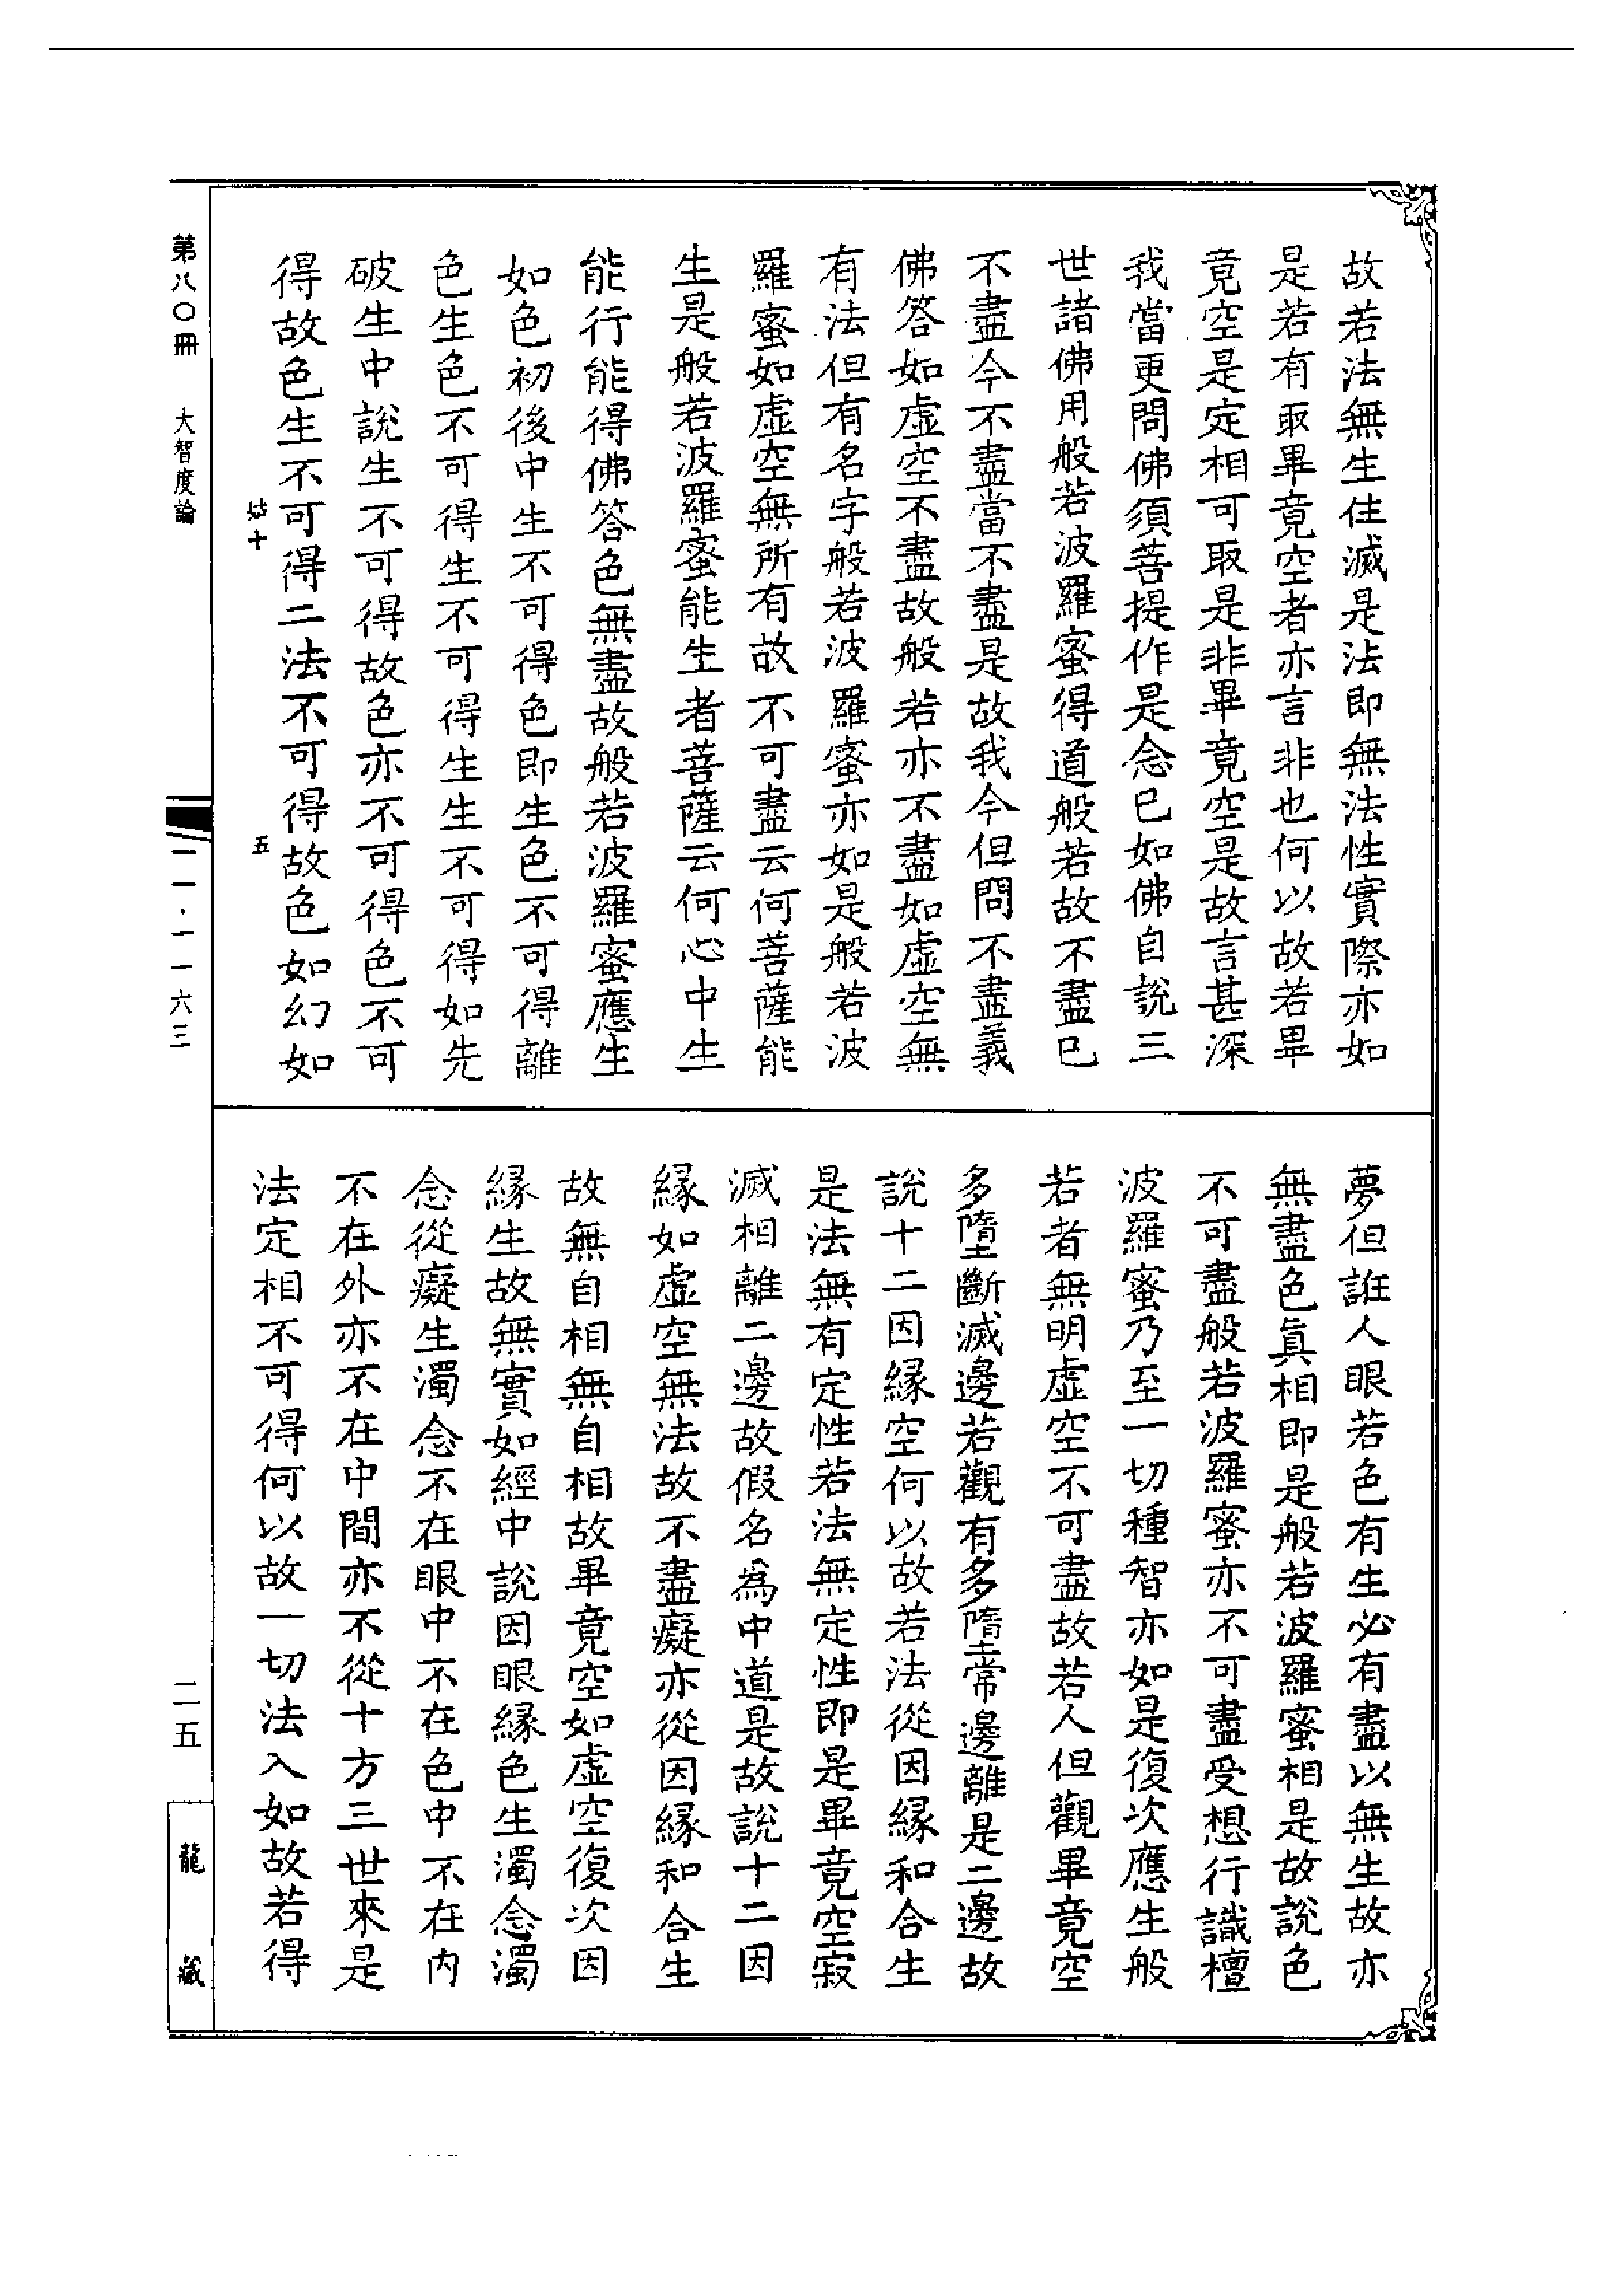 故若法無生住滅是法即無法性實際亦如
是若有取畢竟空者亦言非也何以故若畢
竟空是定相可取是非畢竟空是故言甚深
我當更問佛須菩提作是念已如佛自說三
世諸佛用般若波羅蜜得道般若故不盡已
不盡今不盡當不盡是故我今但問不盡義
佛答如虛空不盡故般若亦不盡如虛空無
有法但有名字般若波羅蜜亦如是般若波
羅蜜如虛空無所有故不可盡云何菩薩能
生是般若波羅蜜能生者菩薩云何心中生
能行能得佛答色無盡故般若波羅蜜應生
如色初後中生不可得色即生色不可得離
色生色不可得生不可得生生不可得如先
破生中說生不可得故色亦不可得色不可
得故色生不可得二法不可得故色如幻如
夢但誑人眼若色有生必有盡以無生故亦
無盡色真相即是般若波羅蜜相是故說色
不可盡般若波羅蜜亦不可盡受想行識檀
波羅蜜乃至一切種智亦如是復次應生般
若者無明虛空不可盡故若人但觀畢竟空
多墮斷滅邊若觀有多墮常邊離是二邊故
說十二因緣空何以故若法從因緣和合生
是法無有定性若法無定性即是畢竟空寂
滅相離二邊故假名為中道是故說十二因
緣如虛空無法故不盡癡亦從因緣和合生
故無自相無自相故畢竟空如虛空復次因
緣生故無實如經中說因眼緣色生濁念濁
念從癡生濁念不在眼中不在色中不在內
不在外亦不在中間亦不從十方三世來是
法定相不可得何以故一切法入如故若得
第八〇冊 大智度論
十
五
一一·一一六三
二五
龍藏